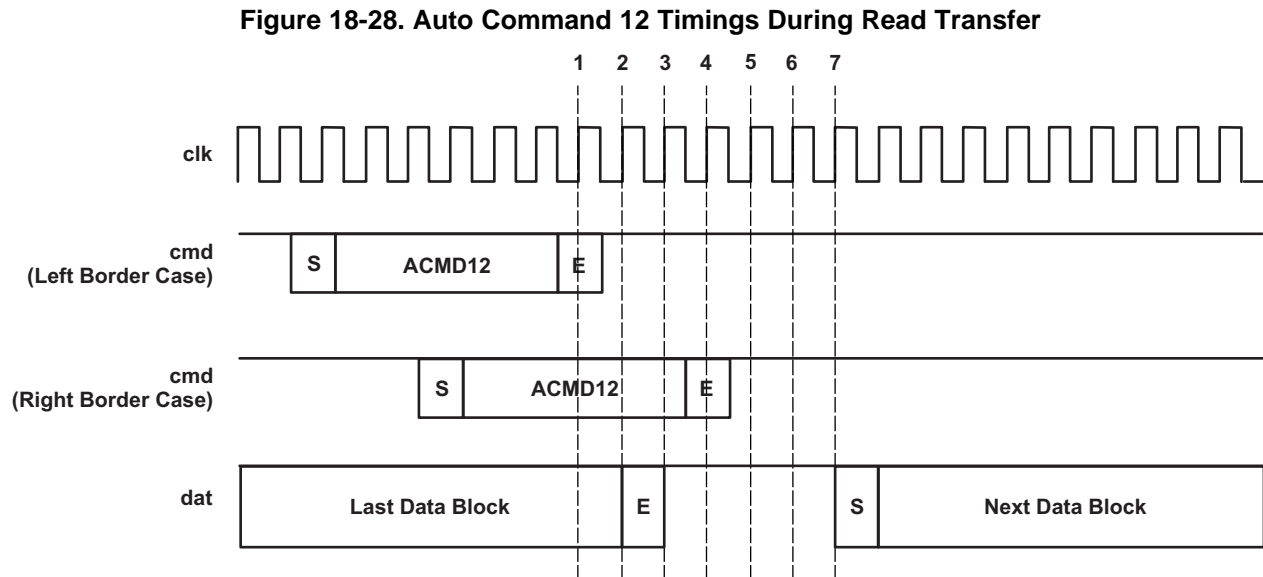 Figure 18-28. Auto Command 12 Timings During Read Transfer
1 2 3 4 5 6 7
clk
cmd
(Left Border Case)
S ACMD12 E
cmd
(Right Border Case)
S ACMD12 E
dat
Last Data Block E S Next Data Block